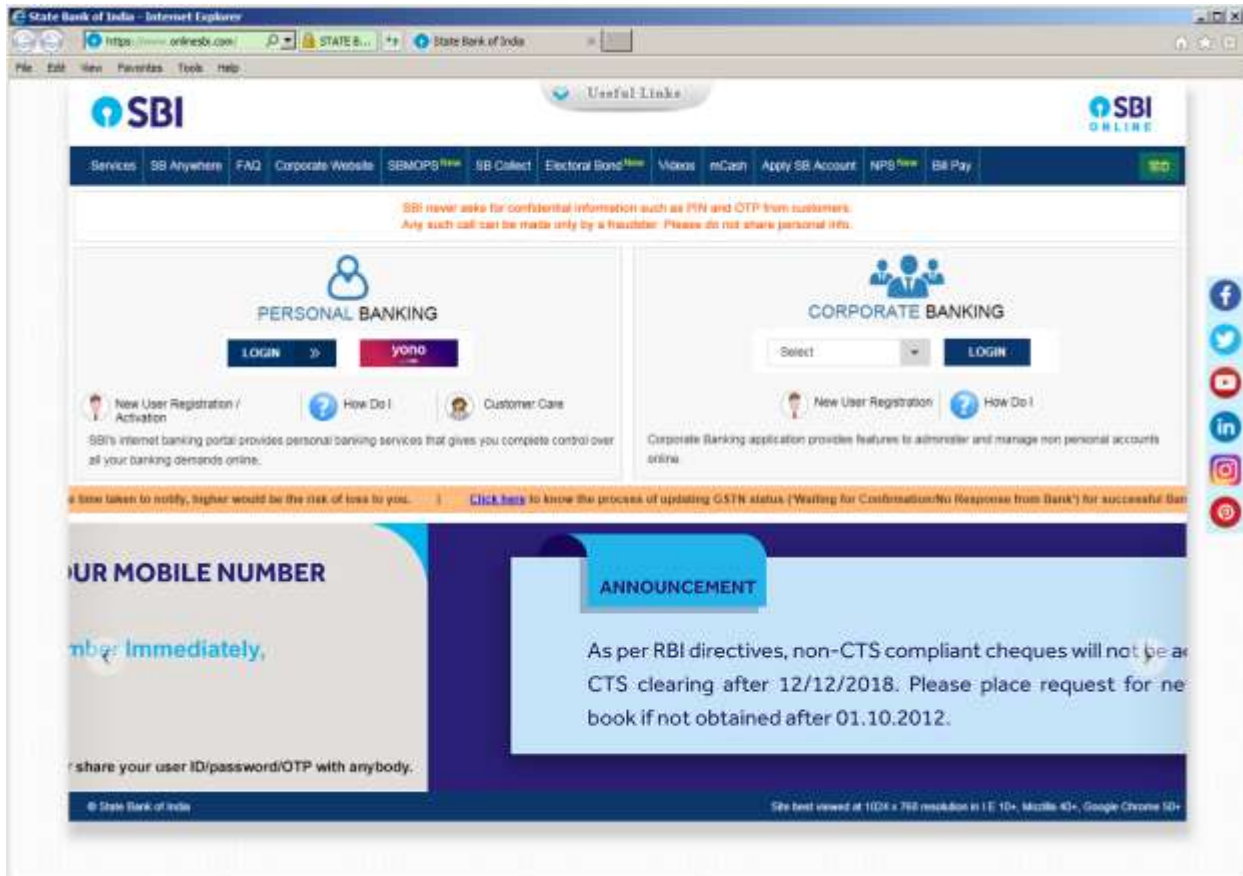 State Bank of India - Internet Explorer
https://www.onlinesbi.com/ STATE B... State Bank of India
File Edit View Favorites Tools Help
Useful Links
SBI
SBI
ONLINE
Services SB Anywhere FAQ Corporate Website SBMOPS New SB Collect Electoral Bond New Videos mCash Apply SB Account NPS New Bill Pay
SBI never asks for confidential information such as PIN and OTP from customers.
Any such call can be made only by a fraudster. Please do not share personal info.
PERSONAL BANKING
LOGIN » yono
New User Registration /
Activation
How Do I
Customer Care
SBI's internet banking portal provides personal banking services that gives you complete control over
all your banking demands online.
CORPORATE BANKING
Select LOGIN
New User Registration How Do I
Corporate Banking application provides features to administer and manage non personal accounts
online.
e time taken to notify, higher would be the risk of loss to you. | Click here to know the process of updating GSTN status ('Waiting for Confirmation/No Response from Bank') for successful Ban
OUR MOBILE NUMBER
mber Immediately,
r share your user ID/password/OTP with anybody.
ANNOUNCEMENT
As per RBI directives, non-CTS compliant cheques will not be a
CTS clearing after 12/12/2018. Please place request for ne
book if not obtained after 01.10.2012.
© State Bank of India
Site best viewed at 1024 x 768 resolution in I.E 10+, Mozilla 40+, Google Chrome 50+